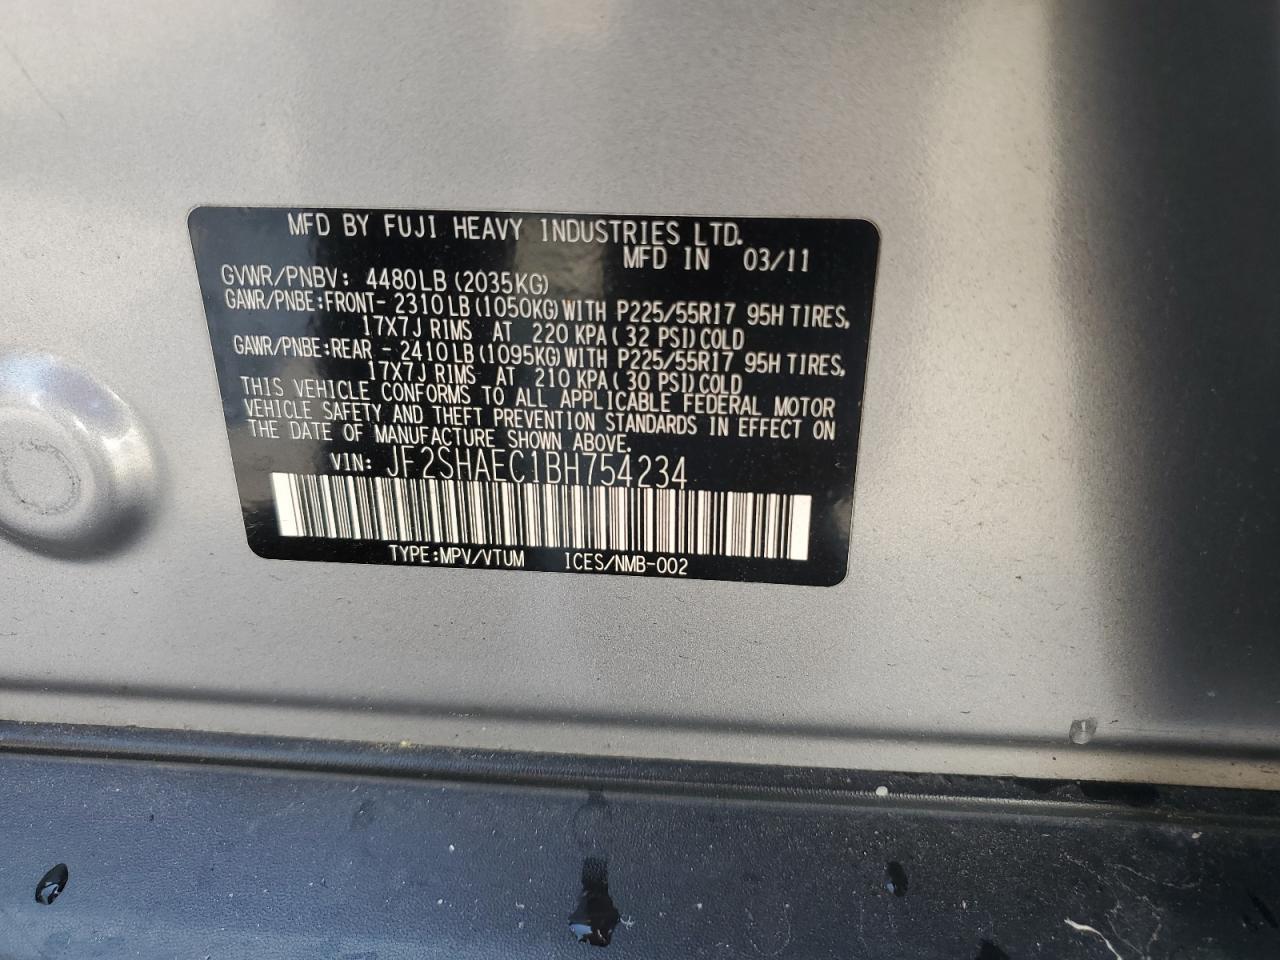 MFD BY FUJI HEAVY INDUSTRIES LTD.
MFD IN 03/11
GVWR/PNBV: 4480LB (2035KG)
GAWR/PNBE:FRONT- 2310LB(1050KG)WITH P225/55R17 95H TIRES,
17X7J RIMS AT 220 KPA( 32 PSI)COLD
GAWR/PNBE:REAR - 2410LB(1095KG)WITH P225/55R17 95H TIRES,
17X7J RIMS AT 210 KPA( 30 PSI)COLD
THIS VEHICLE CONFORMS TO ALL APPLICABLE FEDERAL MOTOR
VEHICLE SAFETY AND THEFT PREVENTION STANDARDS IN EFFECT ON
THE DATE OF MANUFACTURE SHOWN ABOVE.
VIN: JF2SHAEC1BH754234
TYPE:MPV/VTUM ICES/NMB-002